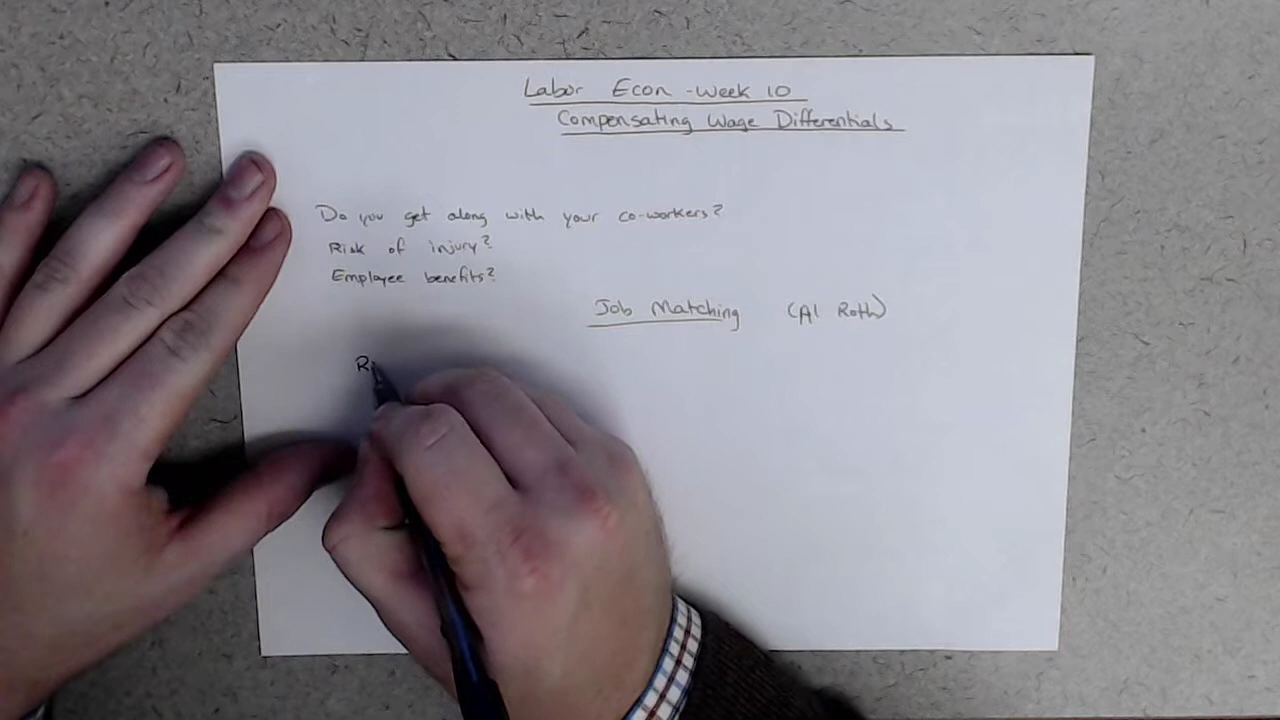 Labor Econ - Week 10
Compensating Wage Differentials
Do you get along with your co-workers?
Risk of injury?
Employee benefits?
Job Matching (Al Roth)
R